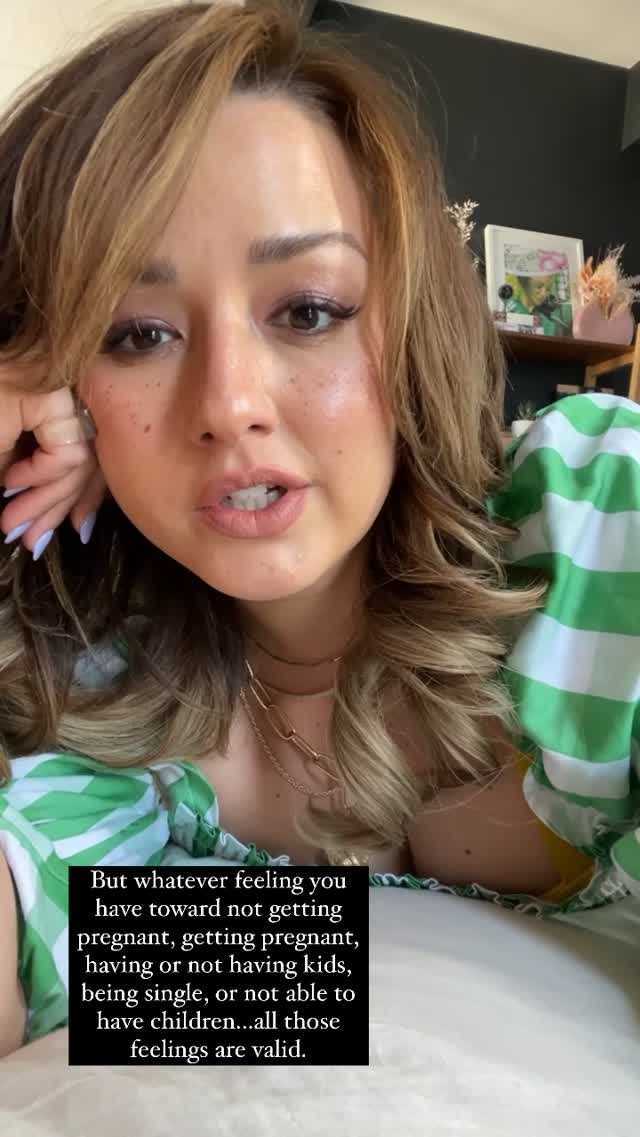 But whatever feeling you
have toward not getting
pregnant, getting pregnant,
having or not having kids,
being single, or not able to
have children...all those
feelings are valid.